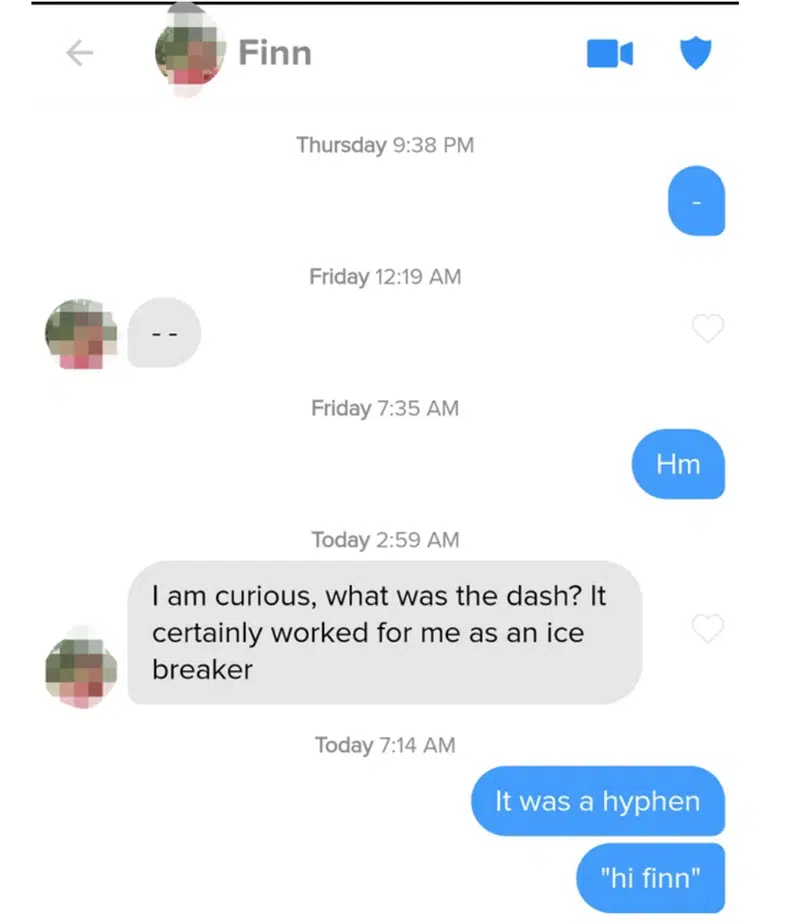 Finn
Thursday 9:38 PM
-
Friday 12:19 AM
- -
Friday 7:35 AM
Hm
Today 2:59 AM
I am curious, what was the dash? It
certainly worked for me as an ice
breaker
Today 7:14 AM
It was a hyphen
"hi finn"